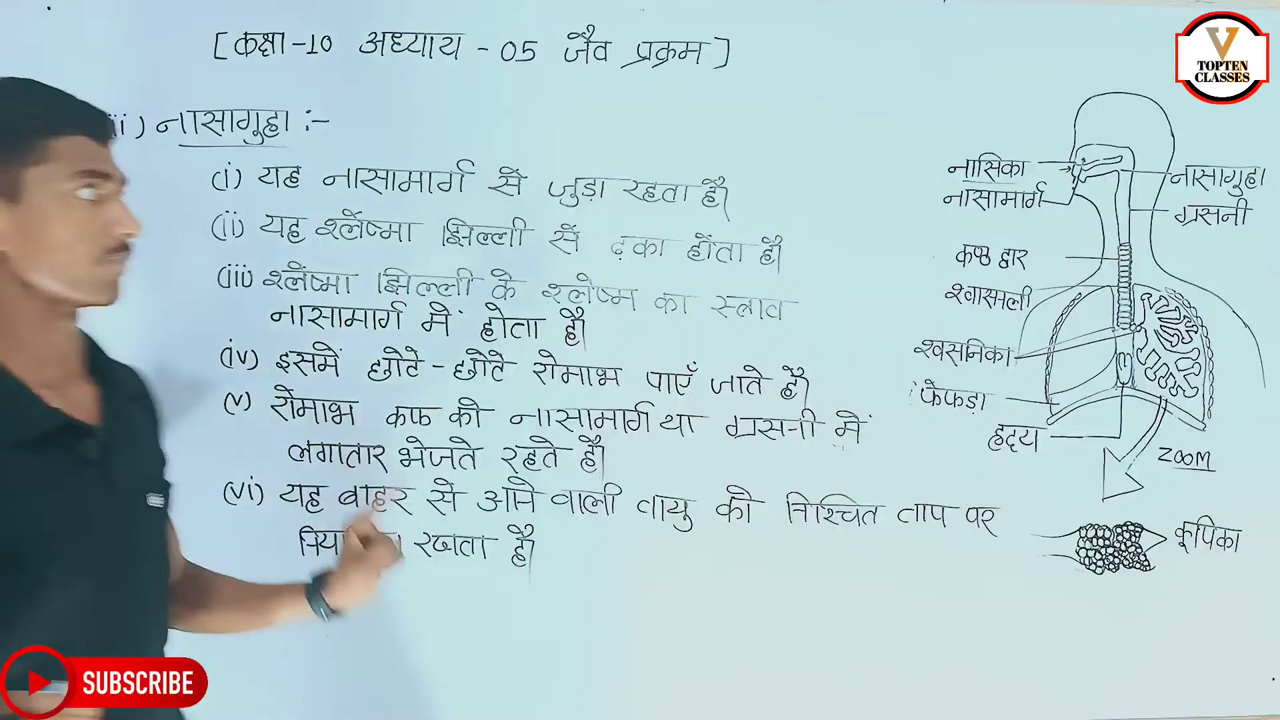 [कक्षा -10 अध्याय - 05 जैव प्रक्रम]
V
TOPTEN
CLASSES
ii) नासागुहा :-
(i) यह नासामार्ग से जुड़ा रहता है।
(ii) यह श्लेष्मा झिल्ली से ढ़का होता है।
(iii) श्लेष्मा झिल्ली के श्लेष्म का स्त्राव
नासामार्ग में होता है।
(iv) इसमें छोटे - छोटे रोमाभ पाएँ जाते है।
(v) रोमाभ कफ को नासामार्ग या ग्रसनी में
लगातार भेजते रहते है।
(vi) यह बाहर से आने वाली वायु को निश्चित ताप पर
रखता है।
नासिका
नासामार्ग
नासागुहा
ग्रसनी
कण्ठ द्वार
श्वासनली
श्वसनिका
फेफड़ा
हृदय
ZOOM
कूपिका
SUBSCRIBE